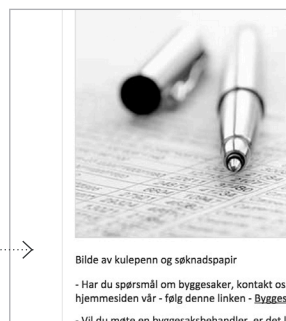 Bilde av kulepenn og søknadspapir
- Har du spørsmål om byggesaker, kontakt os
hjemmesiden vår - følg denne linken - Bygges
- Vil du møte en byggesaksbehandler, er det